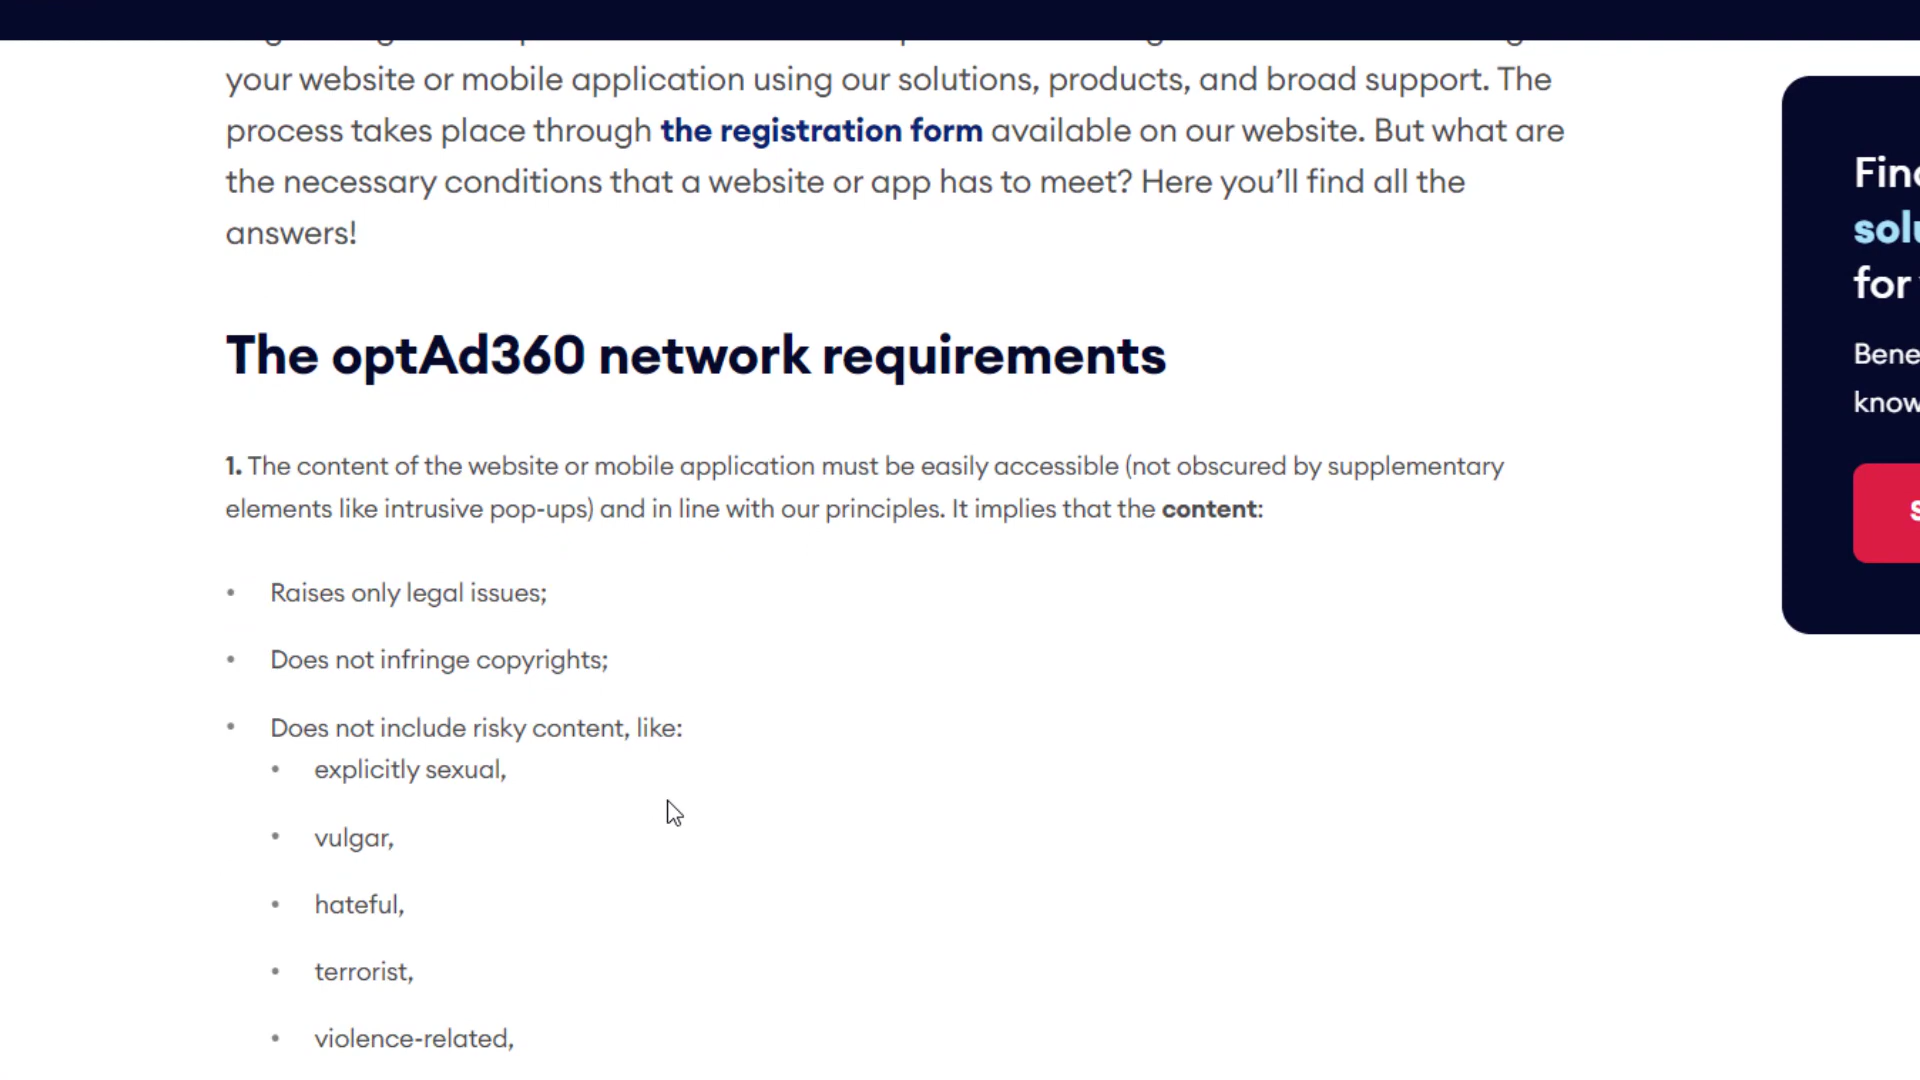 your website or mobile application using our solutions, products, and broad support. The
process takes place through the registration form available on our website. But what are
the necessary conditions that a website or app has to meet? Here you’ll find all the
answers!
The optAd360 network requirements
1. The content of the website or mobile application must be easily accessible (not obscured by supplementary
elements like intrusive pop-ups) and in line with our principles. It implies that the content:
• Raises only legal issues;
• Does not infringe copyrights;
• Does not include risky content, like:
• explicitly sexual,
• vulgar,
• hateful,
• terrorist,
• violence-related,
for